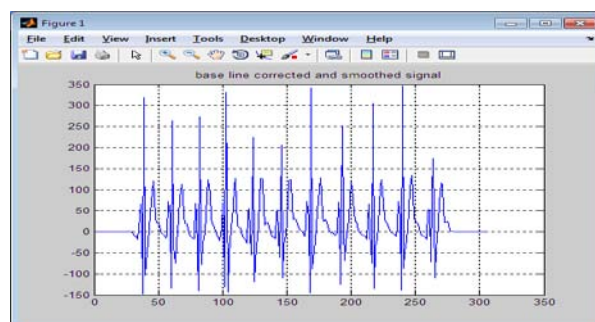 Figure 1
File Edit View Insert Tools Desktop Window Help
base line corrected and smoothed signal
350
300
250
200
150
100
50
0
-50
-100
-150
0 50 100 150 200 250 300 350